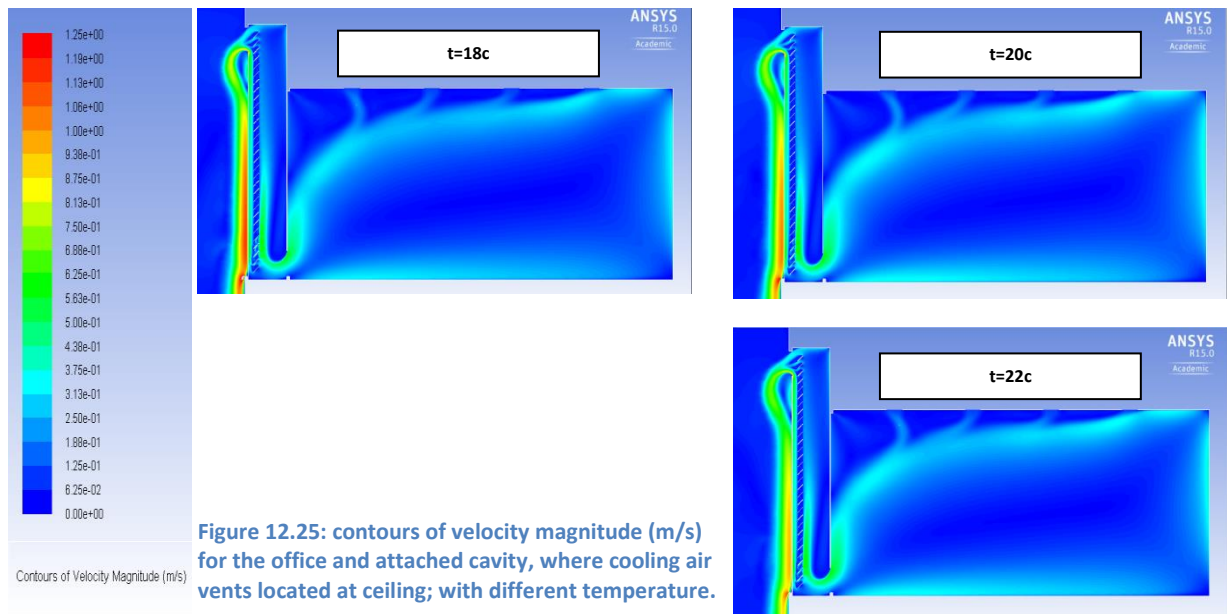 1.25e+00
1.19e+00
1.13e+00
1.06e+00
1.00e+00
9.38e-01
8.75e-01
8.13e-01
7.50e-01
6.88e-01
6.25e-01
5.63e-01
5.00e-01
4.38e-01
3.75e-01
3.13e-01
2.50e-01
1.88e-01
1.25e-01
6.25e-02
0.00e+00
Contours of Velocity Magnitude (m/s)
ANSYS
R15.0
Academic
t=18c
ANSYS
R15.0
Academic
t=20c
ANSYS
R15.0
Academic
t=22c
Figure 12.25: contours of velocity magnitude (m/s)
for the office and attached cavity, where cooling air
vents located at ceiling; with different temperature.